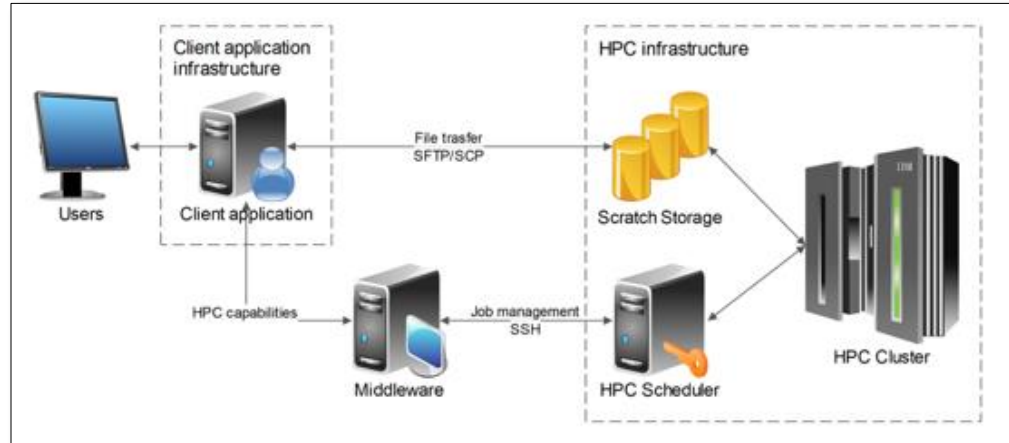 Client application
infrastructure
HPC infrastructure
File trasfer
SFTP/SCP
Users
Client application
Scratch Storage
IBM
HPC capabilities
Job management
SSH
Middleware
HPC Scheduler
HPC Cluster